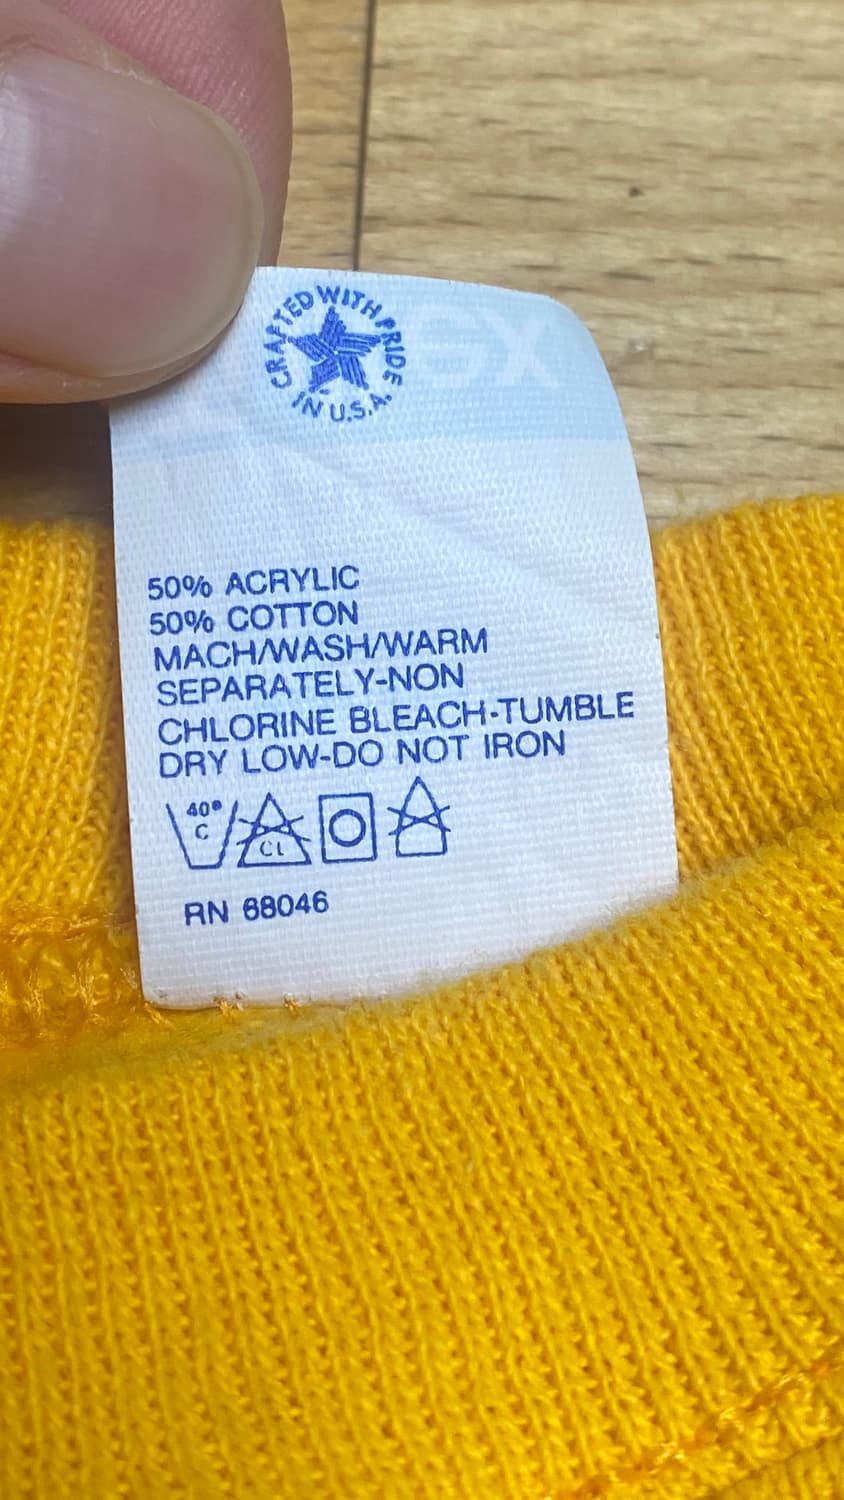 CRAFTED WITH PRIDE
IN U.S.A.
50% ACRYLIC
50% COTTON
MACH/WASH/WARM
SEPARATELY-NON
CHLORINE BLEACH-TUMBLE
DRY LOW-DO NOT IRON
40°
C
CL
RN 68046